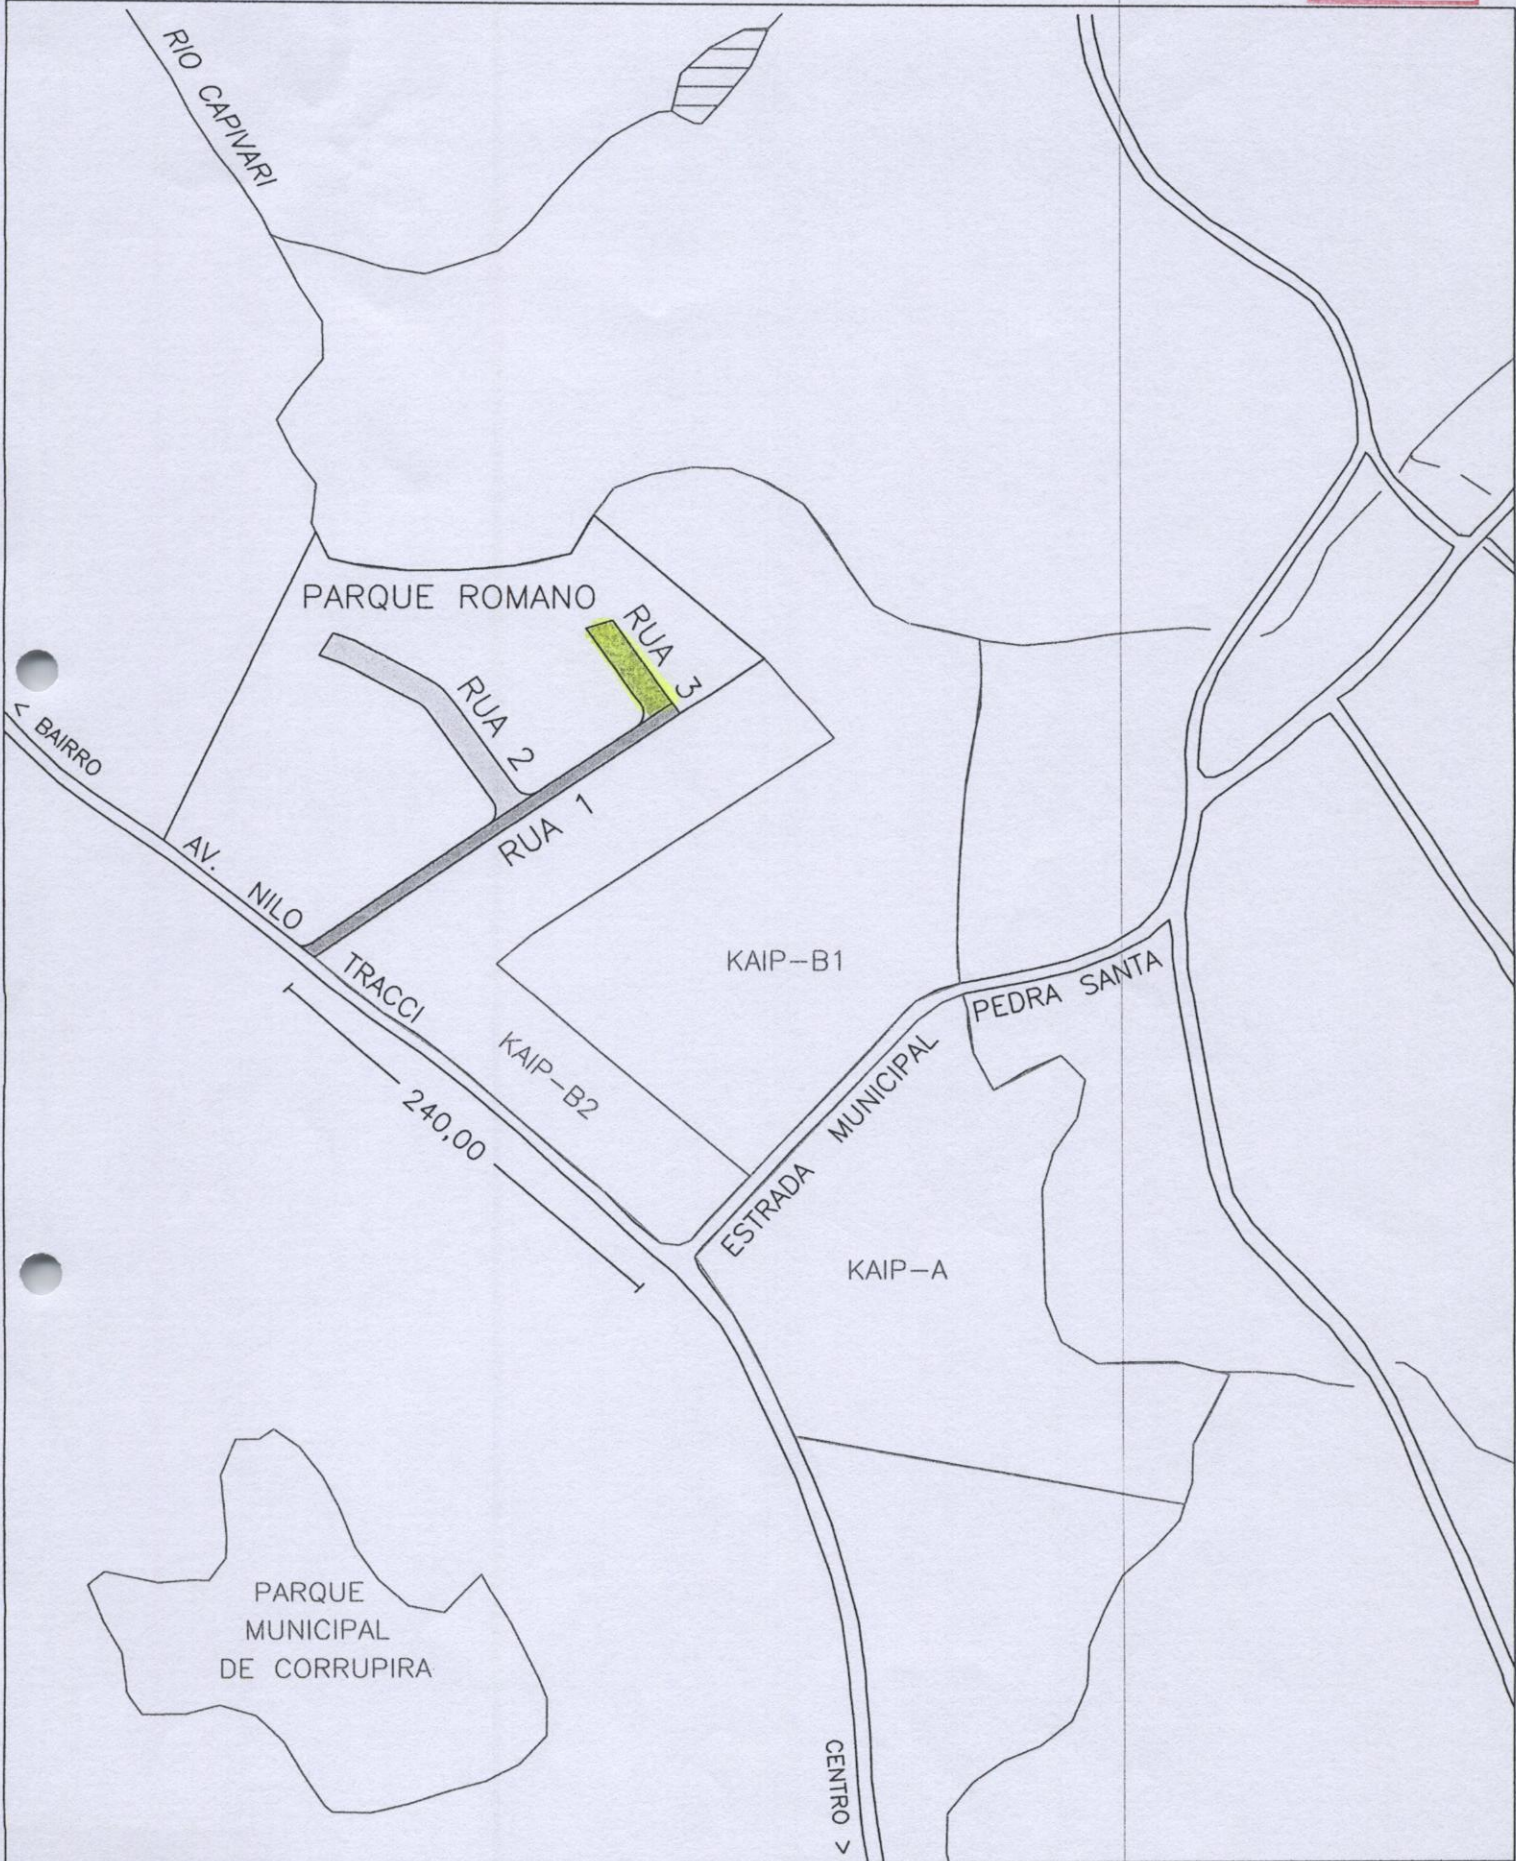 RIO CAPIVARI
PARQUE ROMANO
RUA 3
RUA 2
< BAIRRO
RUA 1
AV. NILO TRACCI
KAIP-B1
PEDRA SANTA
KAIP-B2
ESTRADA MUNICIPAL
240,00
KAIP-A
PARQUE
MUNICIPAL
DE CORRUPIRA
CENTRO >